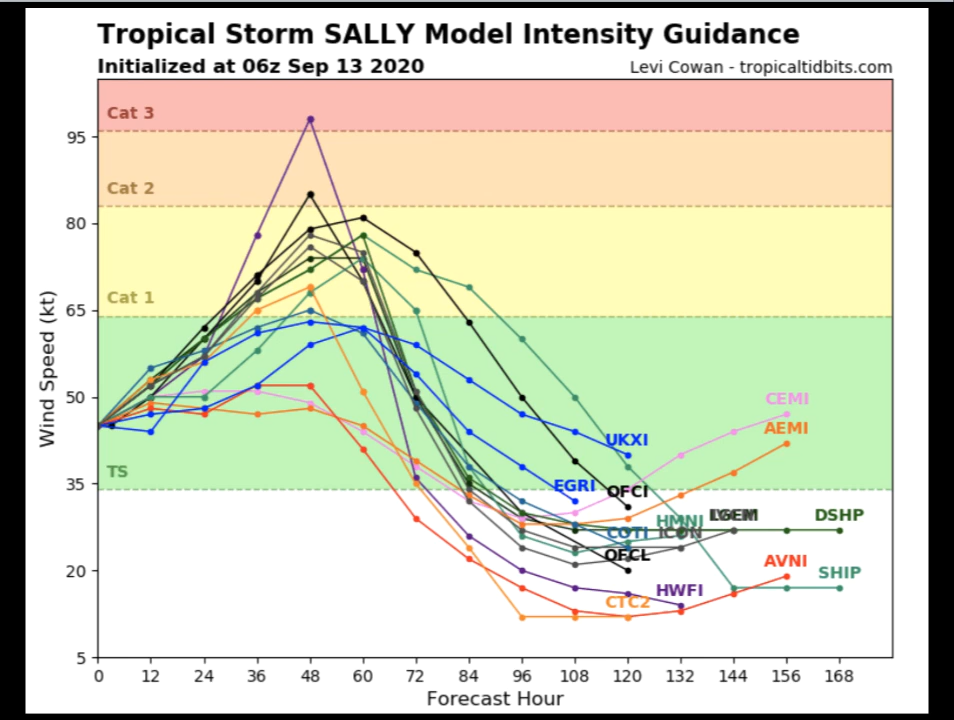 Tropical Storm SALLY Model Intensity Guidance
Initialized at 06z Sep 13 2020 Levi Cowan - tropicaltidbits.com
Cat 3
95
Cat 2
80
Cat 1
65
Wind Speed (kt)
50
CEMI
AEMI
UKXI
TS
35
EGRI OFCI
HMNI LGEM DSHP
COTI ICON
OFCL
20
AVNI SHIP
HWFI
CTC2
5
0 12 24 36 48 60 72 84 96 108 120 132 144 156 168
Forecast Hour